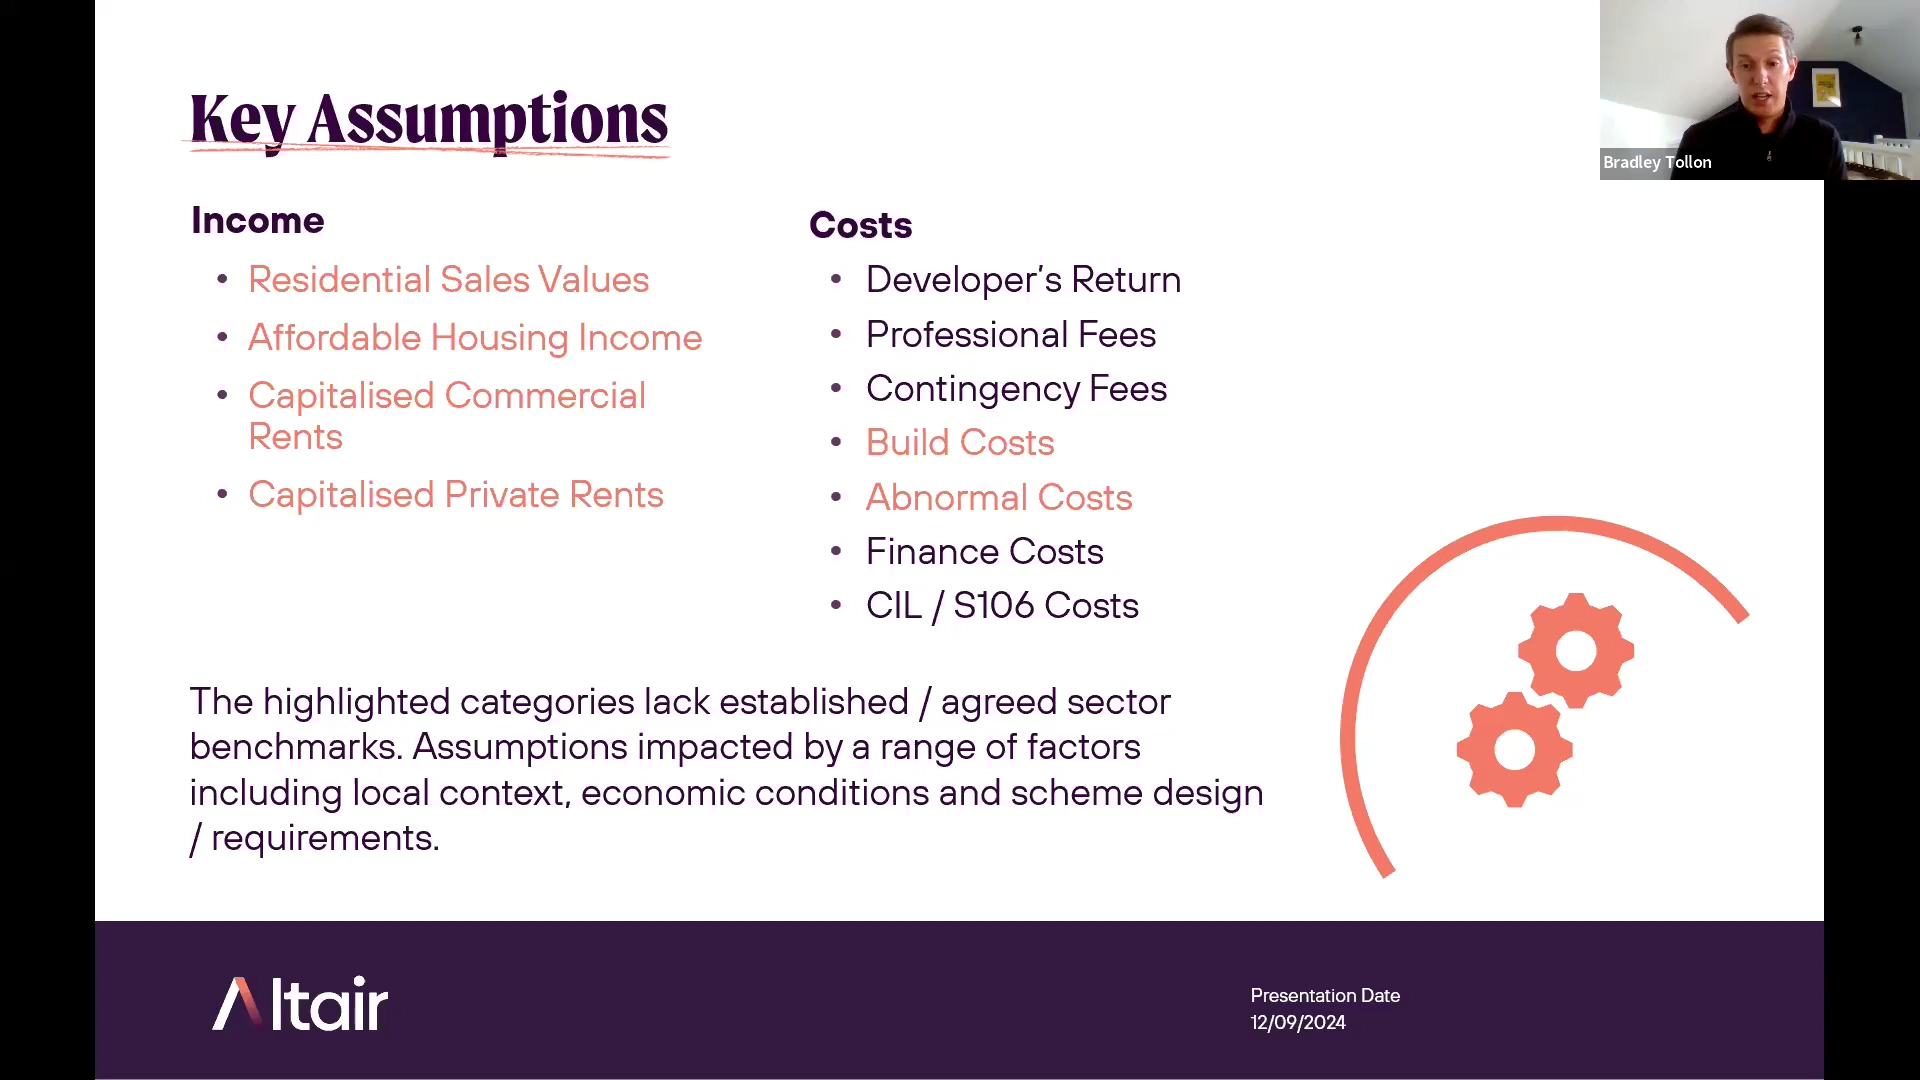 Key Assumptions
Income
• Residential Sales Values
• Affordable Housing Income
• Capitalised Commercial
Rents
• Capitalised Private Rents
Costs
• Developer’s Return
• Professional Fees
• Contingency Fees
• Build Costs
• Abnormal Costs
• Finance Costs
• CIL / S106 Costs
The highlighted categories lack established / agreed sector
benchmarks. Assumptions impacted by a range of factors
including local context, economic conditions and scheme design
/ requirements.
Bradley Tollon
Altair
Presentation Date
12/09/2024